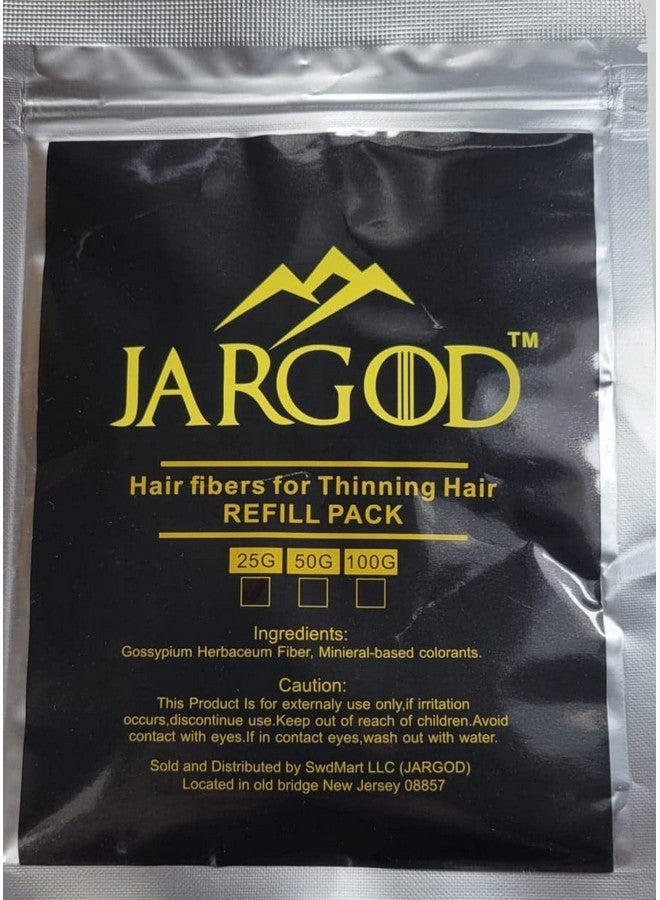 JARGOD™
Hair fibers for Thinning Hair
REFILL PACK
25G 50G 100G
Ingredients:
Gossypium Herbaceum Fiber, Minieral-based colorants.
Caution:
This Product Is for externaly use only,if irritation
occurs,discontinue use.Keep out of reach of children.Avoid
contact with eyes.If in contact eyes,wash out with water.
Sold and Distributed by SwdMart LLC (JARGOD)
Located in old bridge New Jersey 08857